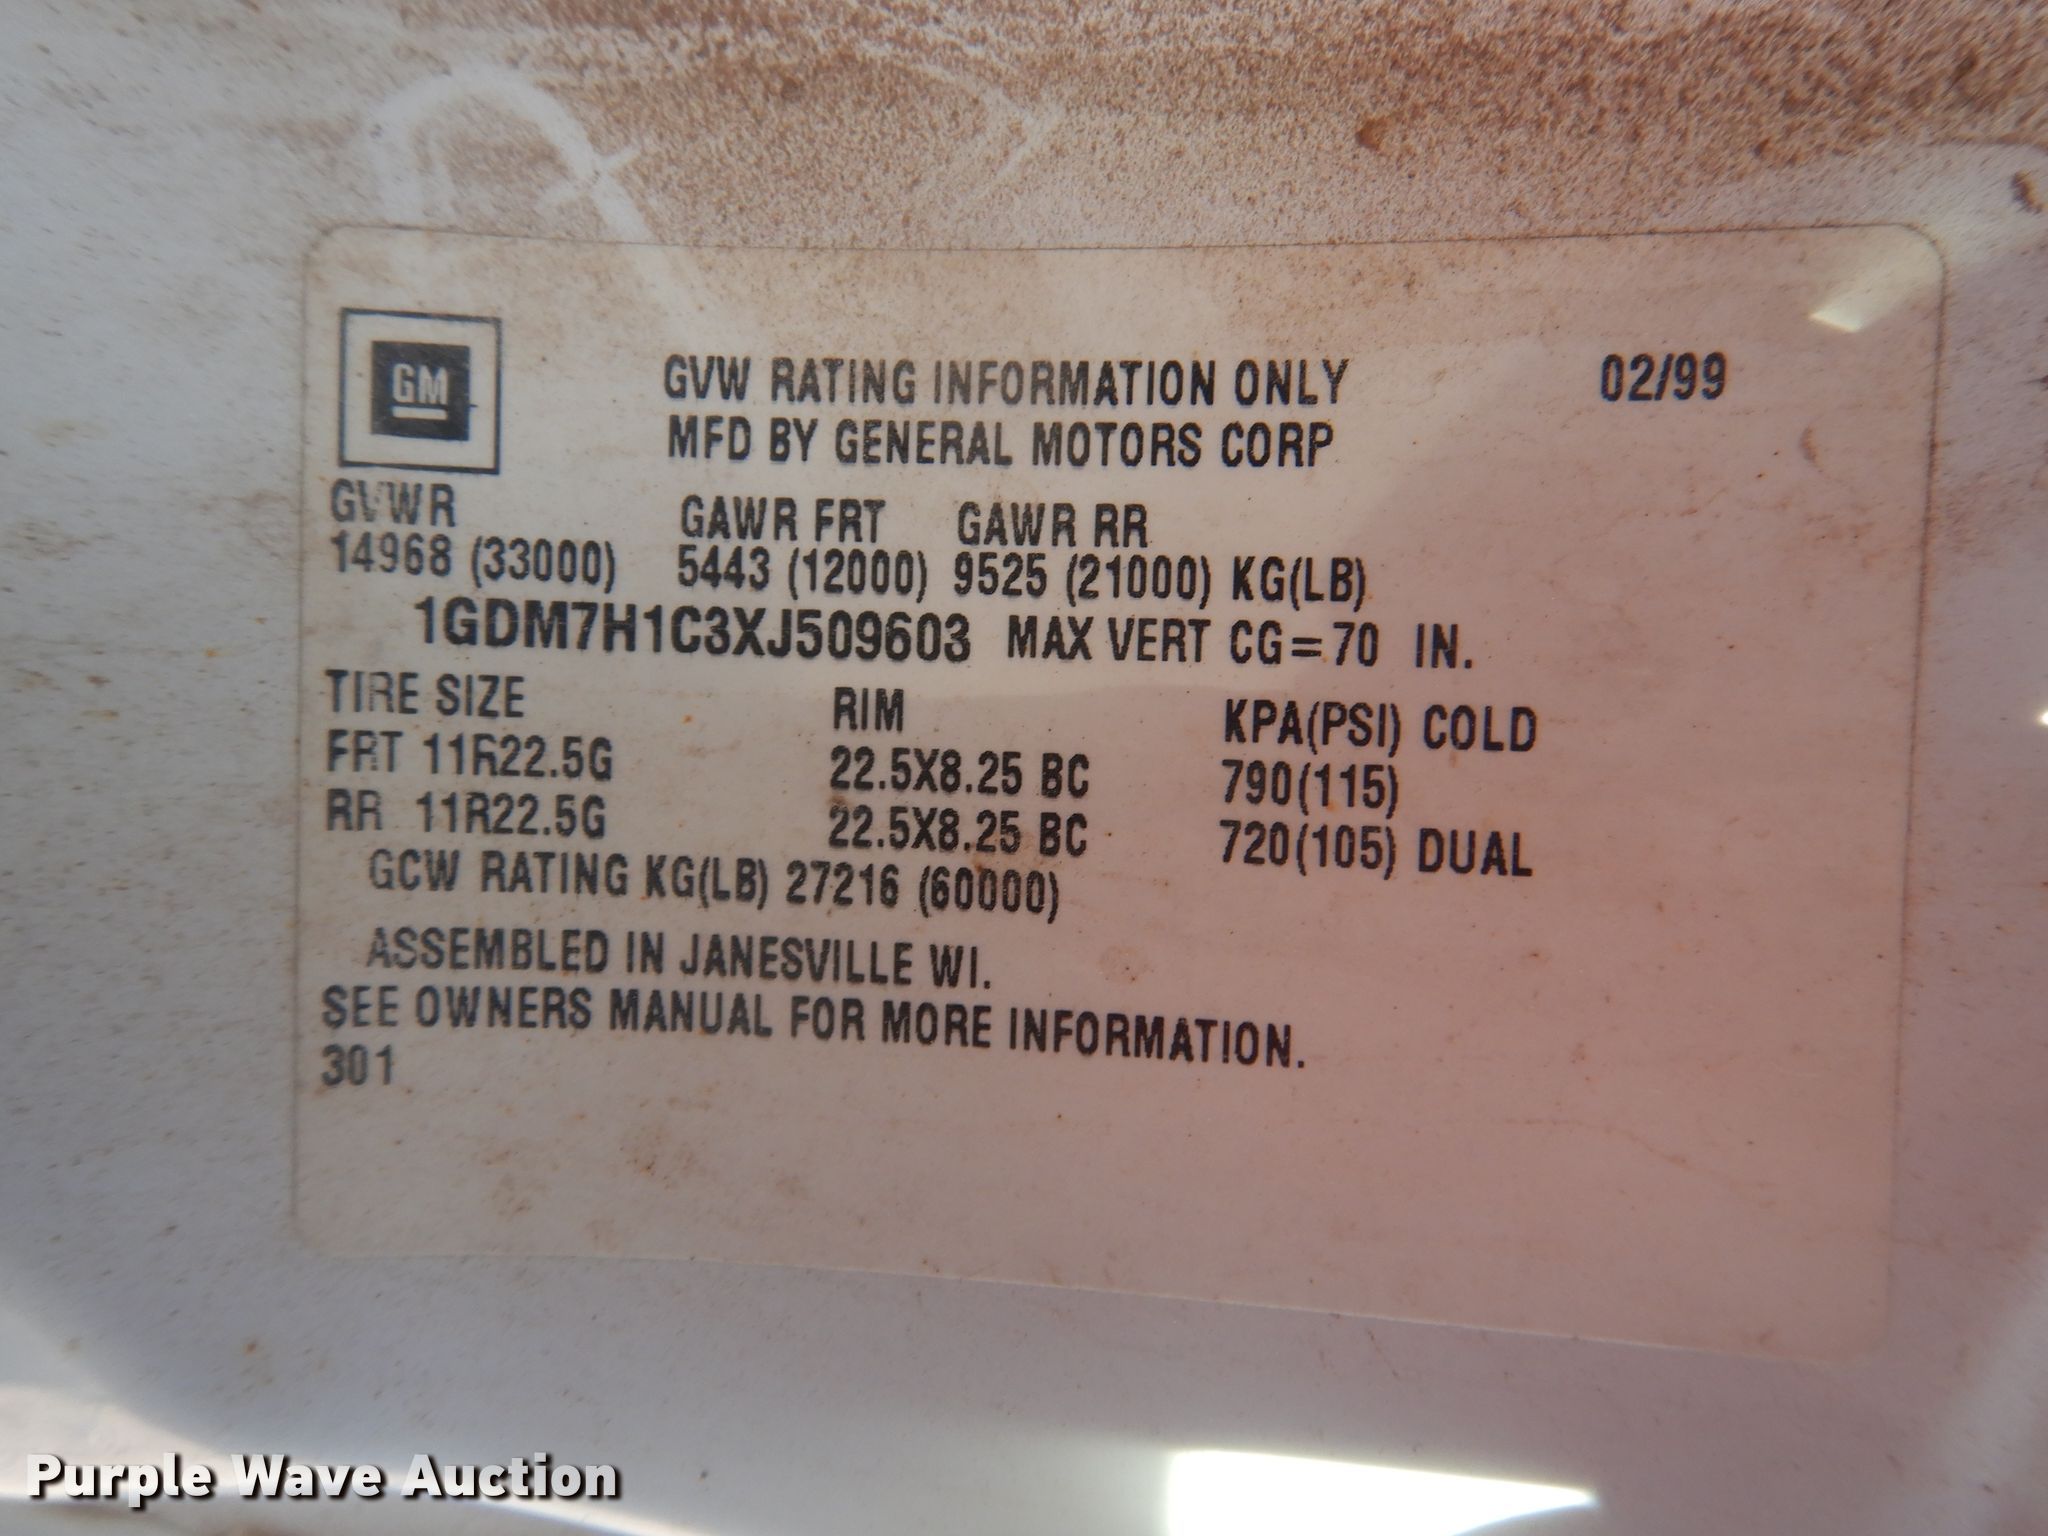 GM
GVW RATING INFORMATION ONLY 02/99
MFD BY GENERAL MOTORS CORP
GVWR GAWR FRT GAWR RR
14968 (33000) 5443 (12000) 9525 (21000) KG(LB)
1GDM7H1C3XJ509603 MAX VERT CG=70 IN.
TIRE SIZE RIM KPA(PSI) COLD
FRT 11R22.5G 22.5X8.25 BC 790(115)
RR 11R22.5G 22.5X8.25 BC 720(105) DUAL
GCW RATING KG(LB) 27216 (60000)
ASSEMBLED IN JANESVILLE WI.
SEE OWNERS MANUAL FOR MORE INFORMATION.
301
Purple Wave Auction